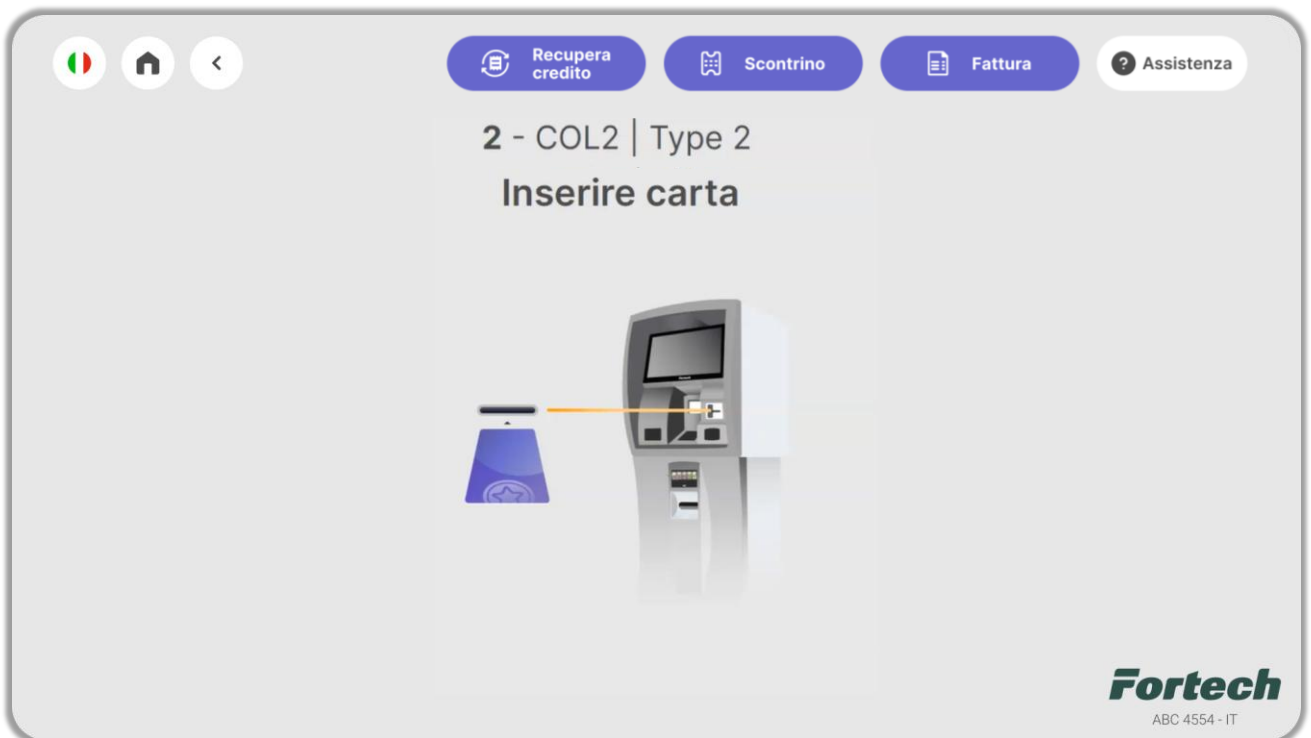 Recupera
credito
Scontrino
Fattura
? Assistenza
2 - COL2 | Type 2
Inserire carta
Fortech
ABC 4554 - IT